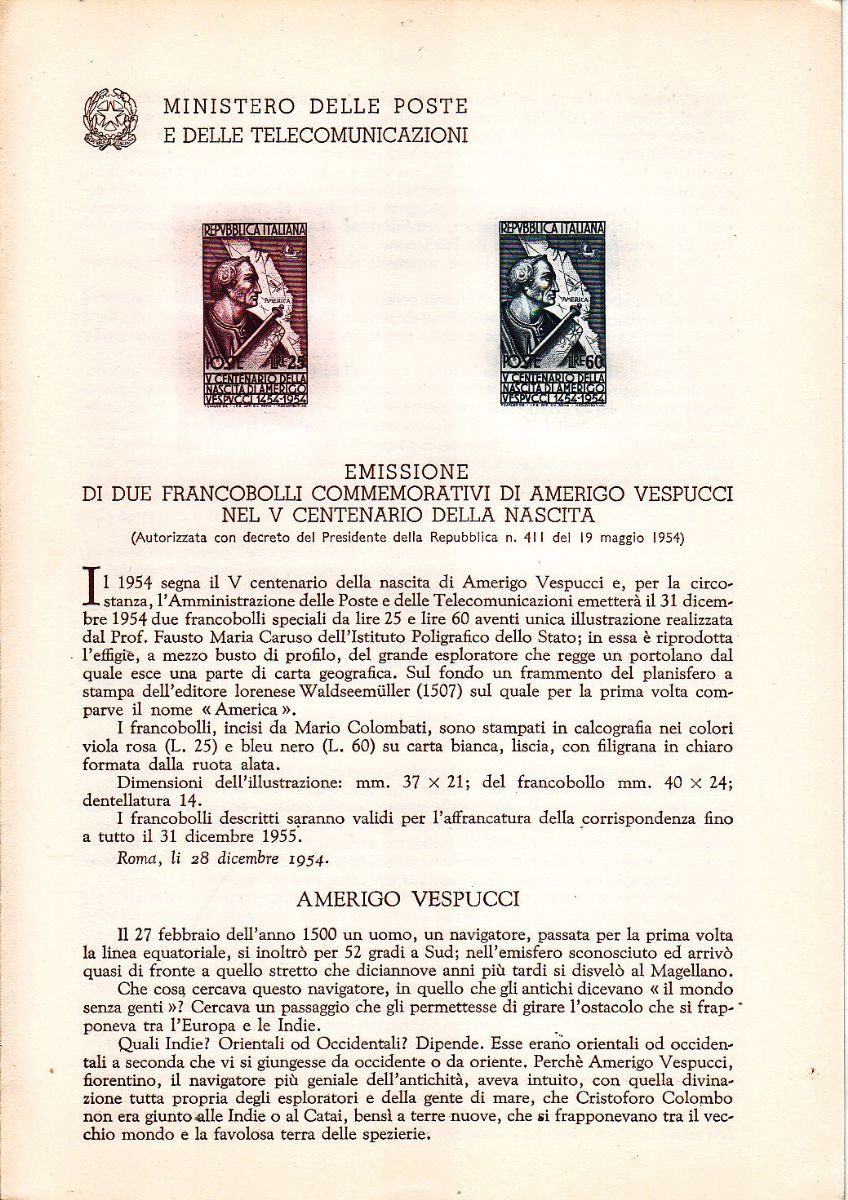 MINISTERO DELLE POSTE
E DELLE TELECOMUNICAZIONI
REPVBBLICA ITALIANA
AMERICA
POSTE LIRE 25
V CENTENARIO DELLA
NASCITA DI AMERIGO
VESPVCCI 1454-1954
REPVBBLICA ITALIANA
AMERICA
POSTE LIRE 60
V CENTENARIO DELLA
NASCITA DI AMERIGO
VESPVCCI 1454-1954
EMISSIONE
DI DUE FRANCOBOLLI COMMEMORATIVI DI AMERIGO VESPUCCI
NEL V CENTENARIO DELLA NASCITA
(Autorizzata con decreto del Presidente della Repubblica n. 411 del 19 maggio 1954)
Il 1954 segna il V centenario della nascita di Amerigo Vespucci e, per la circo-
stanza, l'Amministrazione delle Poste e delle Telecomunicazioni emetterà il 31 dicem-
bre 1954 due francobolli speciali da lire 25 e lire 60 aventi unica illustrazione realizzata
dal Prof. Fausto Maria Caruso dell'Istituto Poligrafico dello Stato; in essa è riprodotta
l'effigie, a mezzo busto di profilo, del grande esploratore che regge un portolano dal
quale esce una parte di carta geografica. Sul fondo un frammento del planisfero a
stampa dell'editore lorenese Waldseemüller (1507) sul quale per la prima volta com-
parve il nome « America ».
I francobolli, incisi da Mario Colombati, sono stampati in calcografia nei colori
viola rosa (L. 25) e bleu nero (L. 60) su carta bianca, liscia, con filigrana in chiaro
formata dalla ruota alata.
Dimensioni dell'illustrazione: mm. 37 × 21; del francobollo mm. 40 × 24;
dentellatura 14.
I francobolli descritti saranno validi per l'affrancatura della corrispondenza fino
a tutto il 31 dicembre 1955.
Roma, li 28 dicembre 1954.
AMERIGO VESPUCCI
Il 27 febbraio dell'anno 1500 un uomo, un navigatore, passata per la prima volta
la linea equatoriale, si inoltrò per 52 gradi a Sud; nell'emisfero sconosciuto ed arrivò
quasi di fronte a quello stretto che diciannove anni più tardi si disvelò al Magellano.
Che cosa cercava questo navigatore, in quello che gli antichi dicevano « il mondo
senza genti »? Cercava un passaggio che gli permettesse di girare l'ostacolo che si frap-
poneva tra l'Europa e le Indie.
Quali Indie? Orientali od Occidentali? Dipende. Esse erano orientali od occiden-
tali a seconda che vi si giungesse da occidente o da oriente. Perchè Amerigo Vespucci,
fiorentino, il navigatore più geniale dell'antichità, aveva intuito, con quella divina-
zione tutta propria degli esploratori e della gente di mare, che Cristoforo Colombo
non era giunto alle Indie o al Catai, bensì a terre nuove, che si frapponevano tra il vec-
chio mondo e la favolosa terra delle spezierie.